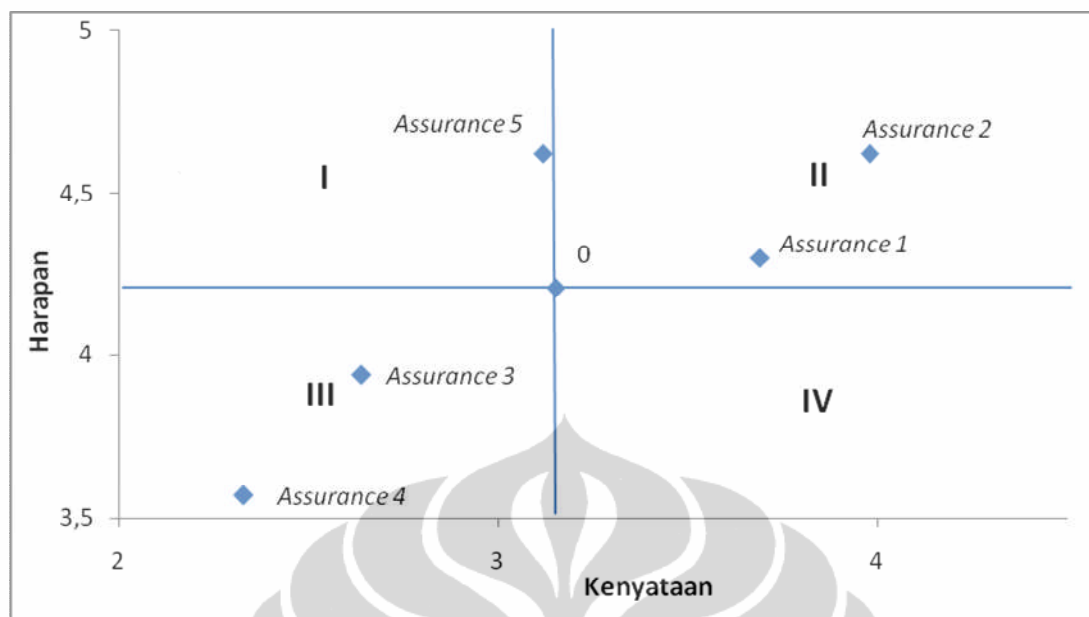 5
Assurance 5
Assurance 2
I
II
4,5
0
Assurance 1
Harapan
4
Assurance 3
III
IV
Assurance 4
3,5
2
3
4
Kenyataan